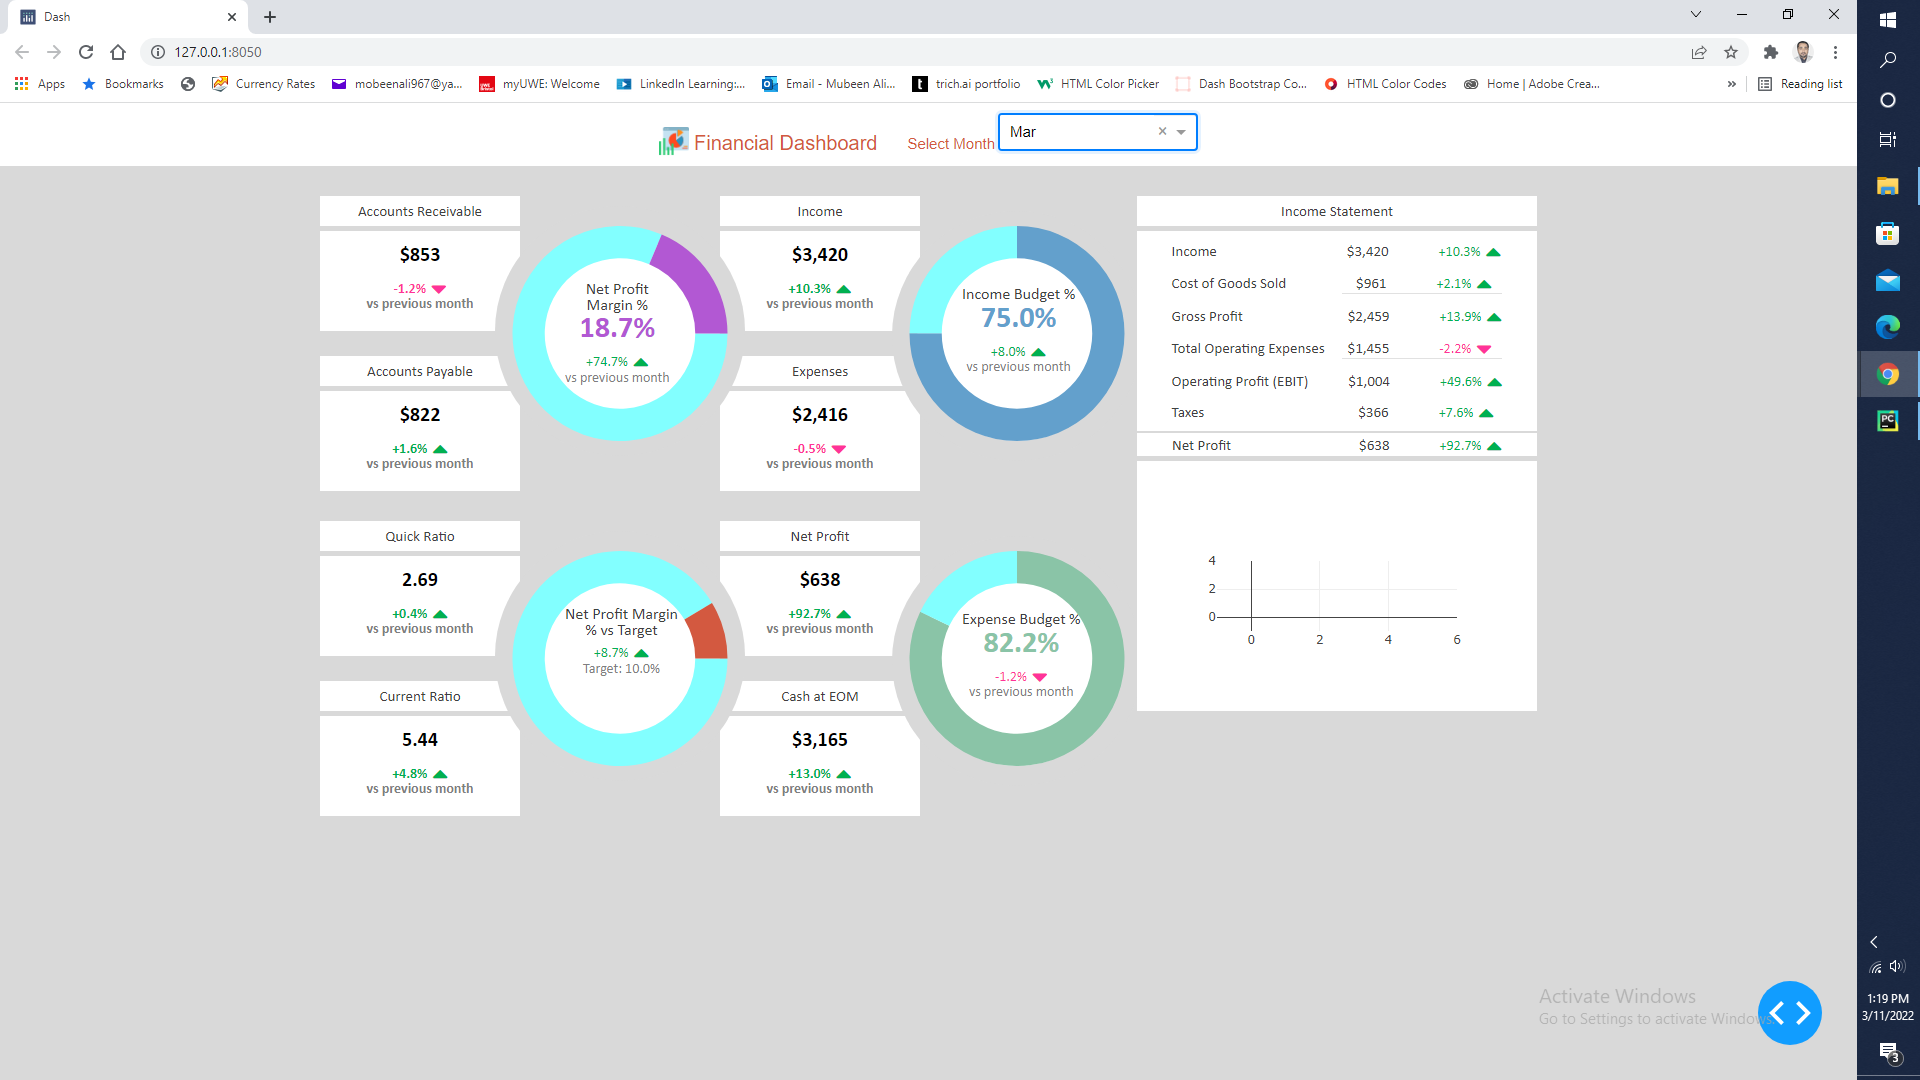 Dash
127.0.0.1:8050
Apps
Bookmarks
Currency Rates
mobeenali967@ya...
myUWE: Welcome
LinkedIn Learning:...
Email - Mubeen Ali...
t
trich.ai portfolio
HTML Color Picker
Dash Bootstrap Co...
HTML Color Codes
Home | Adobe Crea...
»
Reading list
Financial Dashboard
Select Month
Mar
Accounts Receivable
$853
-1.2%
vs previous month
Accounts Payable
$822
+1.6%
vs previous month
Net Profit
Margin %
18.7%
+74.7%
vs previous month
Income
$3,420
+10.3%
vs previous month
Expenses
$2,416
-0.5%
vs previous month
Income Budget %
75.0%
+8.0%
vs previous month
Income Statement
Income $3,420 +10.3%
Cost of Goods Sold $961 +2.1%
Gross Profit $2,459 +13.9%
Total Operating Expenses $1,455 -2.2%
Operating Profit (EBIT) $1,004 +49.6%
Taxes $366 +7.6%
Net Profit $638 +92.7%
Quick Ratio
2.69
+0.4%
vs previous month
Current Ratio
5.44
+4.8%
vs previous month
Net Profit Margin
% vs Target
+8.7%
Target: 10.0%
Net Profit
$638
+92.7%
vs previous month
Cash at EOM
$3,165
+13.0%
vs previous month
Expense Budget %
82.2%
-1.2%
vs previous month
4
2
0
0 2 4 6
Activate Windows
Go to Settings to activate Windows.
PC
1:19 PM
3/11/2022
3